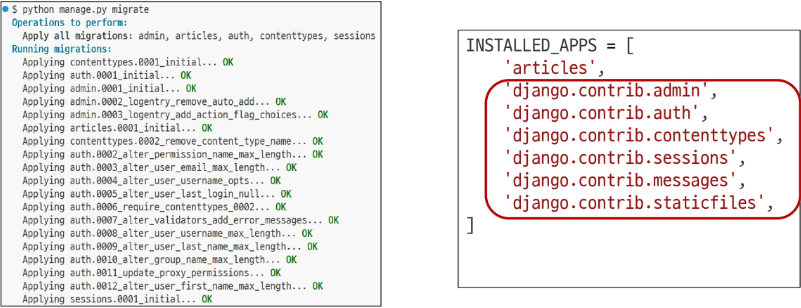 $ python manage.py migrate
Operations to perform:
Apply all migrations: admin, articles, auth, contenttypes, sessions
Running migrations:
Applying contenttypes.0001_initial... OK
Applying auth.0001_initial... OK
Applying admin.0001_initial... OK
Applying admin.0002_logentry_remove_auto_add... OK
Applying admin.0003_logentry_add_action_flag_choices... OK
Applying articles.0001_initial... OK
Applying contenttypes.0002_remove_content_type_name... OK
Applying auth.0002_alter_permission_name_max_length... OK
Applying auth.0003_alter_user_email_max_length... OK
Applying auth.0004_alter_user_username_opts... OK
Applying auth.0005_alter_user_last_login_null... OK
Applying auth.0006_require_contenttypes_0002... OK
Applying auth.0007_alter_validators_add_error_messages... OK
Applying auth.0008_alter_user_username_max_length... OK
Applying auth.0009_alter_user_last_name_max_length... OK
Applying auth.0010_alter_group_name_max_length... OK
Applying auth.0011_update_proxy_permissions... OK
Applying auth.0012_alter_user_first_name_max_length... OK
Applying sessions.0001_initial... OK
INSTALLED_APPS = [
'articles',
'django.contrib.admin',
'django.contrib.auth',
'django.contrib.contenttypes',
'django.contrib.sessions',
'django.contrib.messages',
'django.contrib.staticfiles',
]